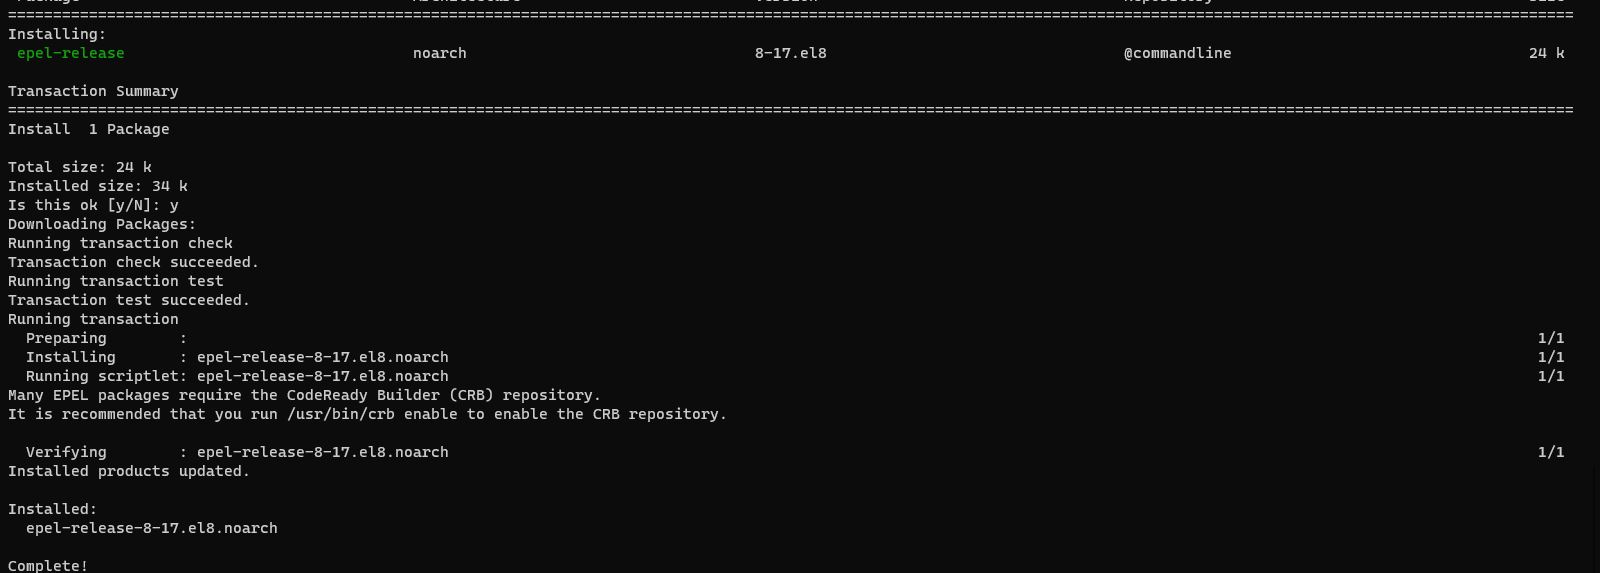 Installing:
epel-release noarch 8-17.el8 @commandline 24 k
Transaction Summary
Install 1 Package
Total size: 24 k
Installed size: 34 k
Is this ok [y/N]: y
Downloading Packages:
Running transaction check
Transaction check succeeded.
Running transaction test
Transaction test succeeded.
Running transaction
Preparing : 1/1
Installing : epel-release-8-17.el8.noarch 1/1
Running scriptlet: epel-release-8-17.el8.noarch 1/1
Many EPEL packages require the CodeReady Builder (CRB) repository.
It is recommended that you run /usr/bin/crb enable to enable the CRB repository.
Verifying : epel-release-8-17.el8.noarch 1/1
Installed products updated.
Installed:
epel-release-8-17.el8.noarch
Complete!